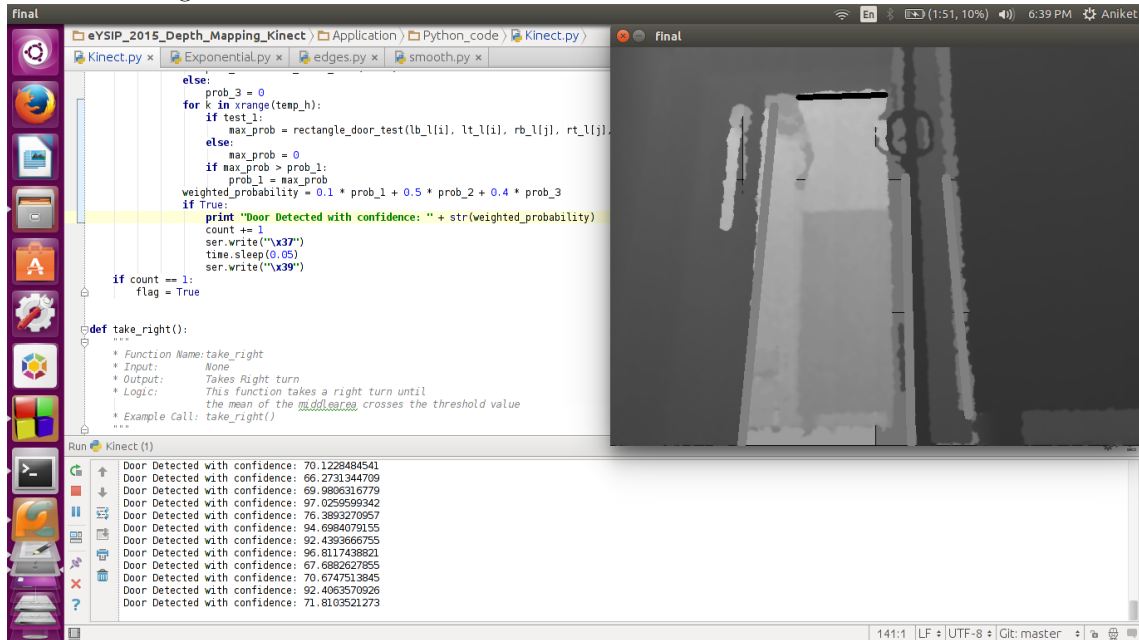 final
En (1:51, 10%) 6:39 PM Aniket
eYSIP_2015_Depth_Mapping_Kinect Application Python_code Kinect.py
final
Kinect.py × Exponential.py × edges.py × smooth.py ×
else:
prob_3 = 0
for k in xrange(temp_h):
if test_1:
max_prob = rectangle_door_test(lb_l[i], lt_l[i], rb_l[j], rt_l[j],
else:
max_prob = 0
if max_prob > prob_1:
prob_1 = max_prob
weighted_probability = 0.1 * prob_1 + 0.5 * prob_2 + 0.4 * prob_3
if True:
print "Door Detected with confidence: " + str(weighted_probability)
count += 1
ser.write("\x37")
time.sleep(0.05)
ser.write("\x39")
if count == 1:
flag = True
def take_right():
"""
* Function Name:take_right
* Input: None
* Output: Takes Right turn
* Logic: This function takes a right turn until
the mean of the middlearea crosses the threshold value
* Example Call: take_right()
"""
Run Kinect (1)
Door Detected with confidence: 70.1228484541
Door Detected with confidence: 66.2731344709
Door Detected with confidence: 69.9806316779
Door Detected with confidence: 97.0259599342
Door Detected with confidence: 76.3893270957
Door Detected with confidence: 94.6984079155
Door Detected with confidence: 92.4393666755
Door Detected with confidence: 96.8117438821
Door Detected with confidence: 67.6882627855
Door Detected with confidence: 70.6747513845
Door Detected with confidence: 92.4063570926
Door Detected with confidence: 71.8103521273
141:1 LF UTF-8 Git: master